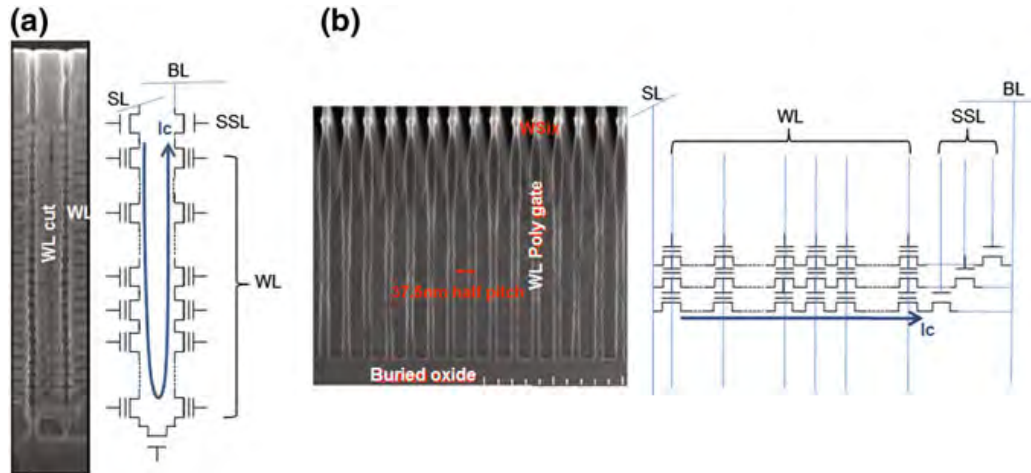 (a)
BL
SL
SSL
Ic
WL cut
WL
WL
(b)
WSix
WL Poly gate
37.5nm half pitch
Buried oxide
SL
BL
WL
SSL
Ic